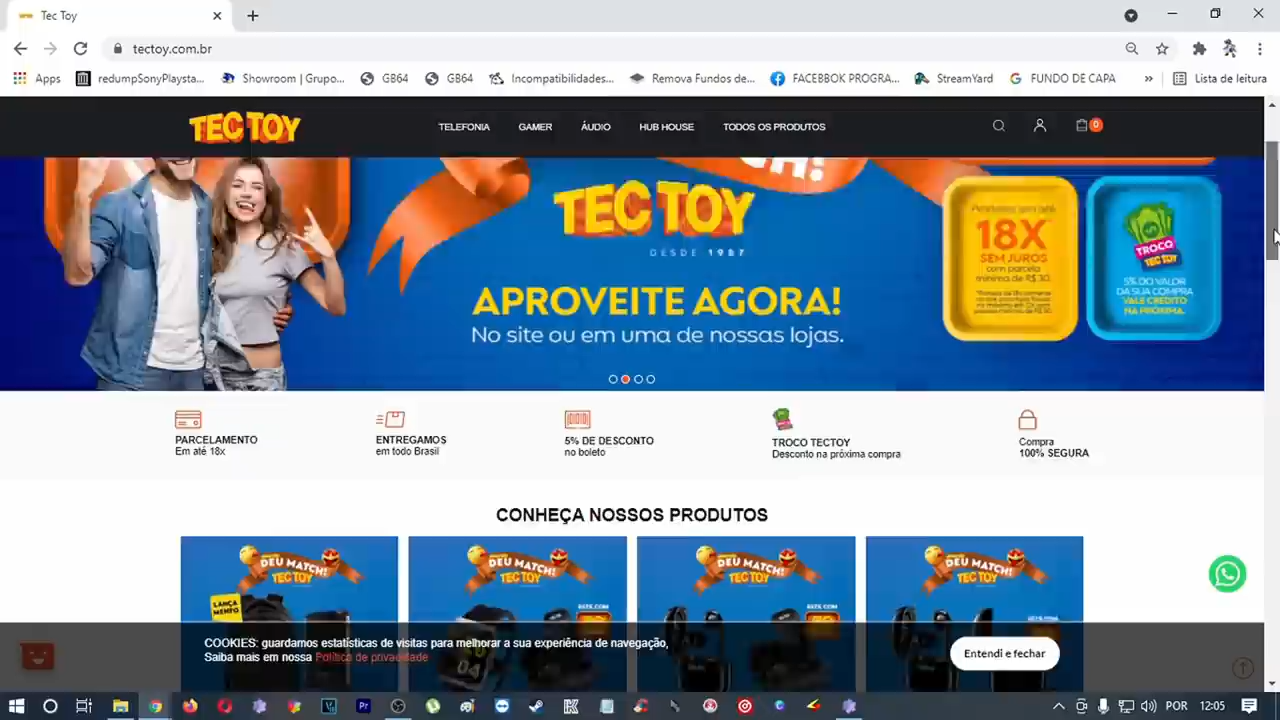 Tec Toy
tectoy.com.br
Apps
redumpSonyPlaysta...
Showroom | Grupo...
GB64
GB64
Incompatibilidades...
Remova Fundos de...
FACEBBOK PROGRA...
StreamYard
FUNDO DE CAPA
»
Lista de leitura
TEC TOY
TELEFONIA
GAMER
ÁUDIO
HUB HOUSE
TODOS OS PRODUTOS
0
TEC TOY
DESDE 1987
APROVEITE AGORA!
No site ou em uma de nossas lojas.
Produtos em até
18X
SEM JUROS
com parcela
mínima de R$30.
TROCO
TEC TOY
5% DO VALOR
DA SUA COMPRA
VALE CRÉDITO
NA PRÓXIMA.
PARCELAMENTO
Em até 18x
ENTREGAMOS
em todo Brasil
5% DE DESCONTO
no boleto
TROCO TECTOY
Desconto na próxima compra
Compra
100% SEGURA
CONHEÇA NOSSOS PRODUTOS
DEU MATCH!
TEC TOY
LANÇA
MENTO
DEU MATCH!
TEC TOY
DEU MATCH!
TEC TOY
DEU MATCH!
TEC TOY
04
COOKIES: guardamos estatísticas de visitas para melhorar a sua experiência de navegação,
Saiba mais em nossa Política de privacidade
Entendi e fechar
POR
12:05